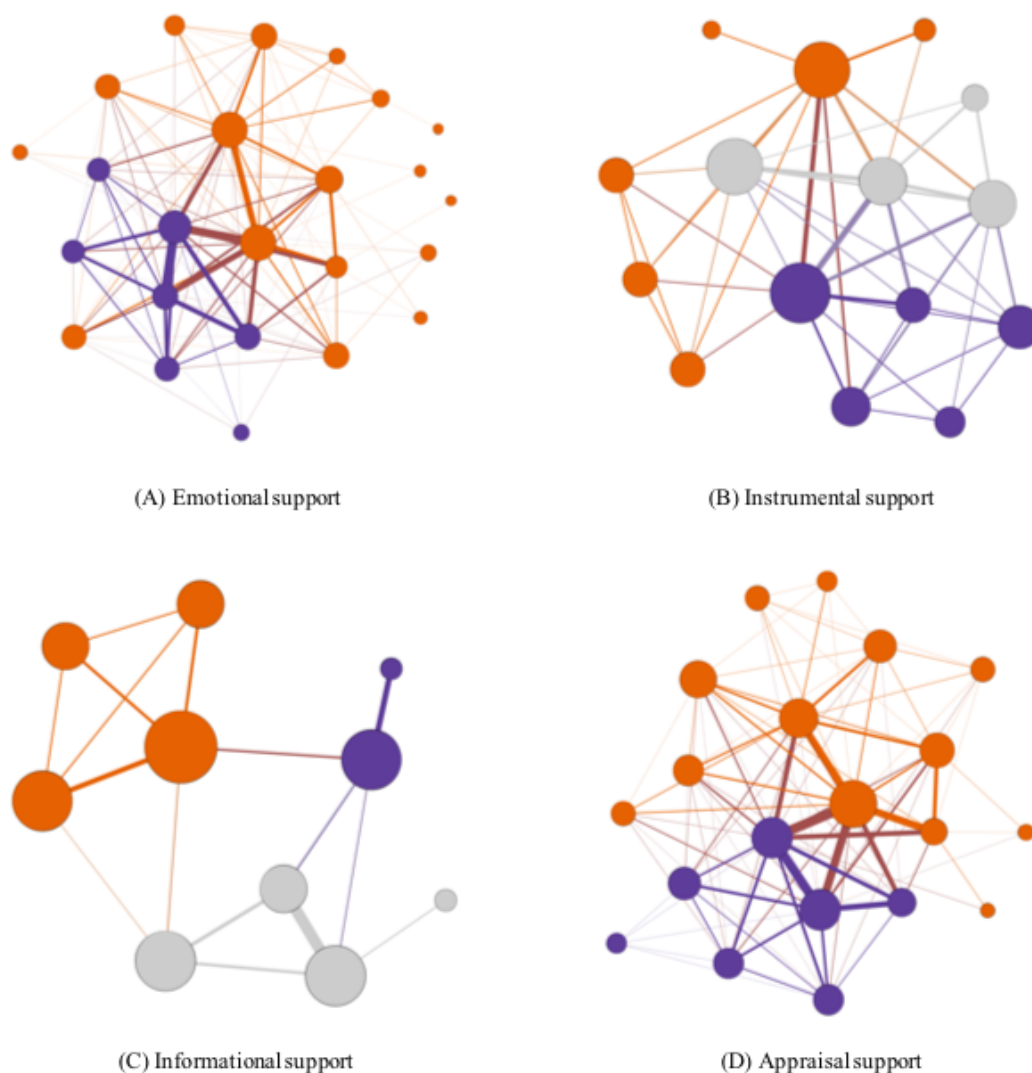 (A) Emotional support
(B) Instrumental support
(C) Informational support
(D) Appraisal support